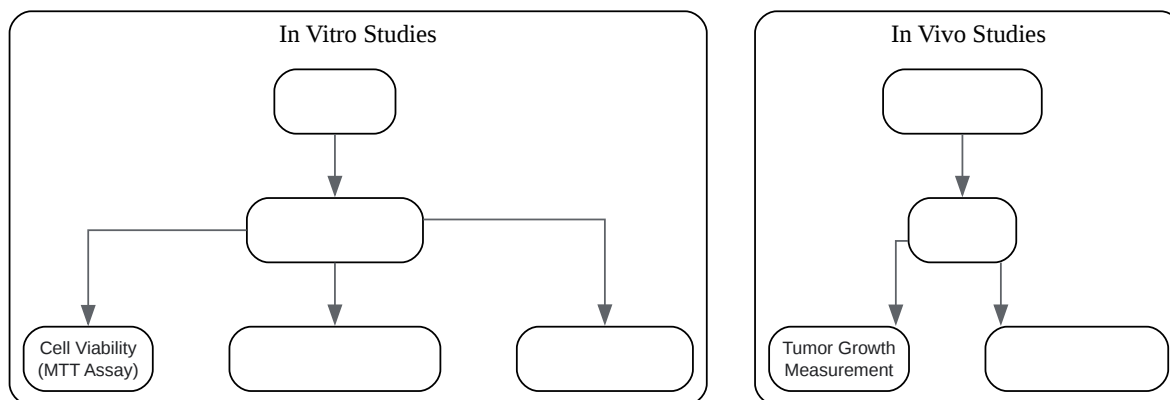 In Vitro Studies
In Vivo Studies
Cell Viability
(MTT Assay)
Tumor Growth
Measurement